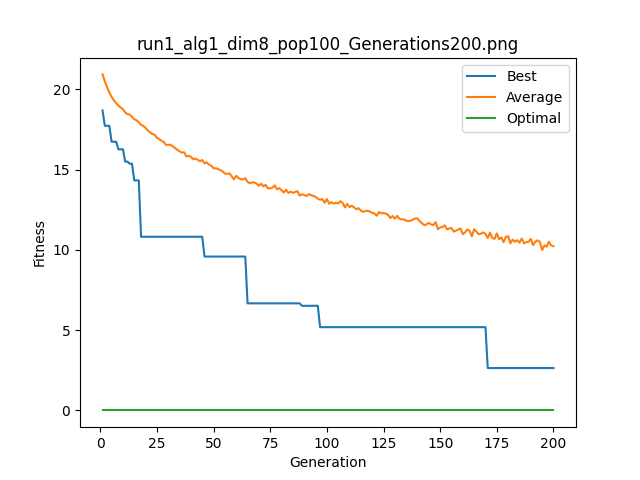 run1_alg1_dim8_pop100_Generations200.png
Best
Average
Optimal
Fitness
20
15
10
5
0
0 25 50 75 100 125 150 175 200
Generation